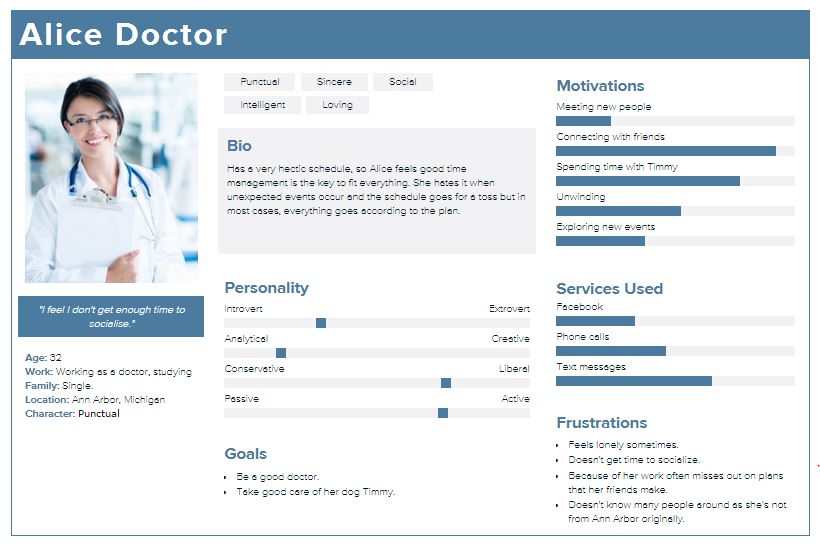 Alice Doctor
"I feel I don't get enough time to
socialise."
Age: 32
Work: Working as a doctor, studying
Family: Single.
Location: Ann Arbor, Michigan
Character: Punctual
Punctual Sincere Social
Intelligent Loving
Bio
Has a very hectic schedule, so Alice feels good time
management is the key to fit everything. She hates it when
unexpected events occur and the schedule goes for a toss but in
most cases, everything goes according to the plan.
Personality
Introvert Extrovert
Analytical Creative
Conservative Liberal
Passive Active
Goals
• Be a good doctor.
• Take good care of her dog Timmy.
Motivations
Meeting new people
Connecting with friends
Spending time with Timmy
Unwinding
Exploring new events
Services Used
Facebook
Phone calls
Text messages
Frustrations
• Feels lonely sometimes.
• Doesn't get time to socialize.
• Because of her work often misses out on plans
that her friends make.
• Doesn't know many people around as she's not
from Ann Arbor originally.